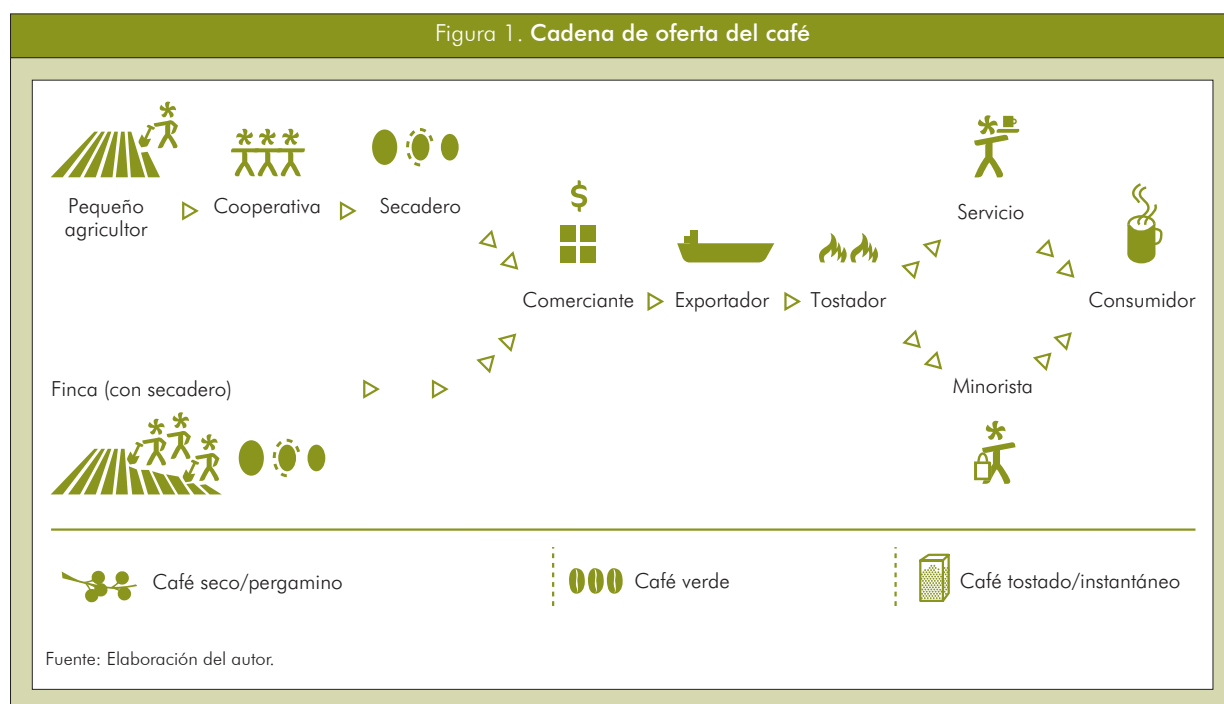 Figura 1. Cadena de oferta del café
$
Pequeño
agricultor
Cooperativa
Secadero
Servicio
Comerciante
Exportador
Tostador
Consumidor
Finca (con secadero)
Minorista
Café seco/pergamino
Café verde
Café tostado/instantáneo
Fuente: Elaboración del autor.